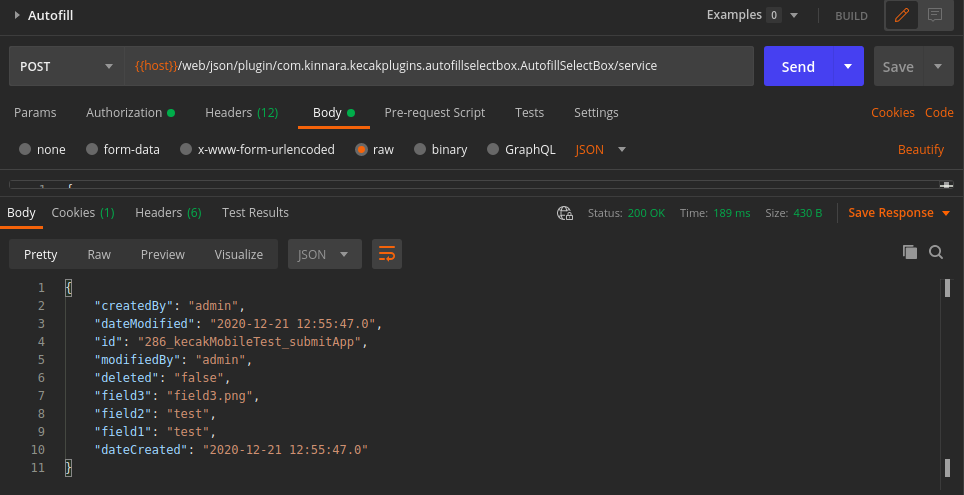 Autofill Examples 0 BUILD
POST {{host}}/web/json/plugin/com.kinnara.kecakplugins.autofillselectbox.AutofillSelectBox/service Send Save
Params Authorization Headers (12) Body Pre-request Script Tests Settings Cookies Code
none form-data x-www-form-urlencoded raw binary GraphQL JSON Beautify
Body Cookies (1) Headers (6) Test Results Status: 200 OK Time: 189 ms Size: 430 B Save Response
Pretty Raw Preview Visualize JSON
1 {
2 "createdBy": "admin",
3 "dateModified": "2020-12-21 12:55:47.0",
4 "id": "286_kecakMobileTest_submitApp",
5 "modifiedBy": "admin",
6 "deleted": "false",
7 "field3": "field3.png",
8 "field2": "test",
9 "field1": "test",
10 "dateCreated": "2020-12-21 12:55:47.0"
11 }